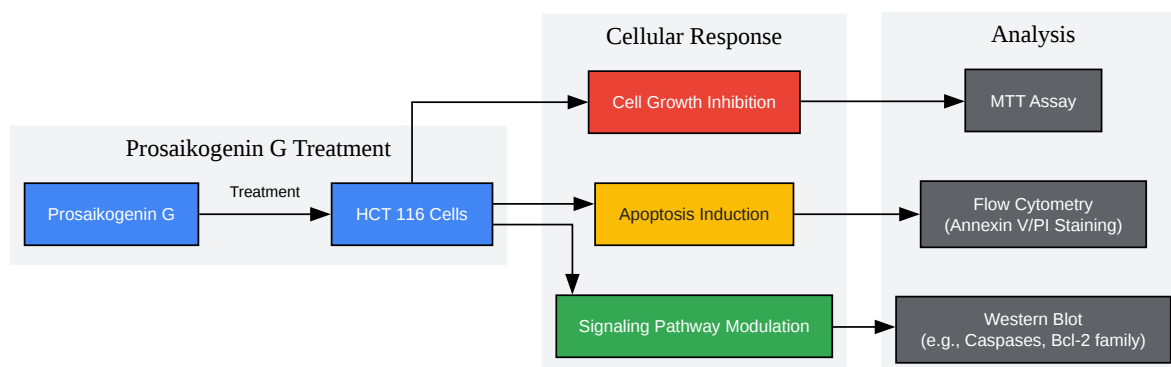 Prosaikogenin G Treatment
Prosaikogenin G
Treatment
HCT 116 Cells
Cellular Response
Cell Growth Inhibition
Apoptosis Induction
Signaling Pathway Modulation
Analysis
MTT Assay
Flow Cytometry
(Annexin V/PI Staining)
Western Blot
(e.g., Caspases, Bcl-2 family)